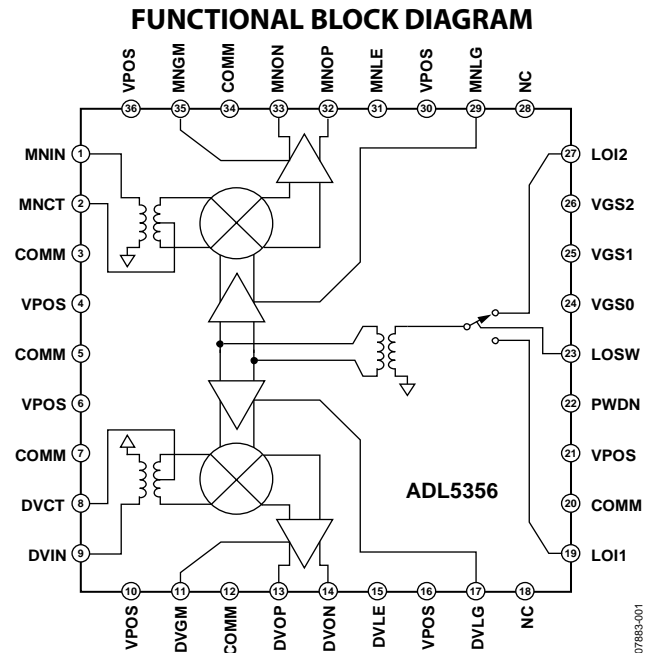 FUNCTIONAL BLOCK DIAGRAM
VPOS
MNGM
COMM
MNON
MNOP
MNLE
VPOS
MNLG
NC
36
35
34
33
32
31
30
29
28
MNIN 1
27 LOI2
MNCT 2
26 VGS2
COMM 3
25 VGS1
VPOS 4
24 VGS0
COMM 5
23 LOSW
VPOS 6
22 PWDN
COMM 7
21 VPOS
DVCT 8
ADL5356
20 COMM
DVIN 9
19 LOI1
10
11
12
13
14
15
16
17
18
VPOS
DVGM
COMM
DVOP
DVON
DVLE
VPOS
DVLG
NC
07883-001